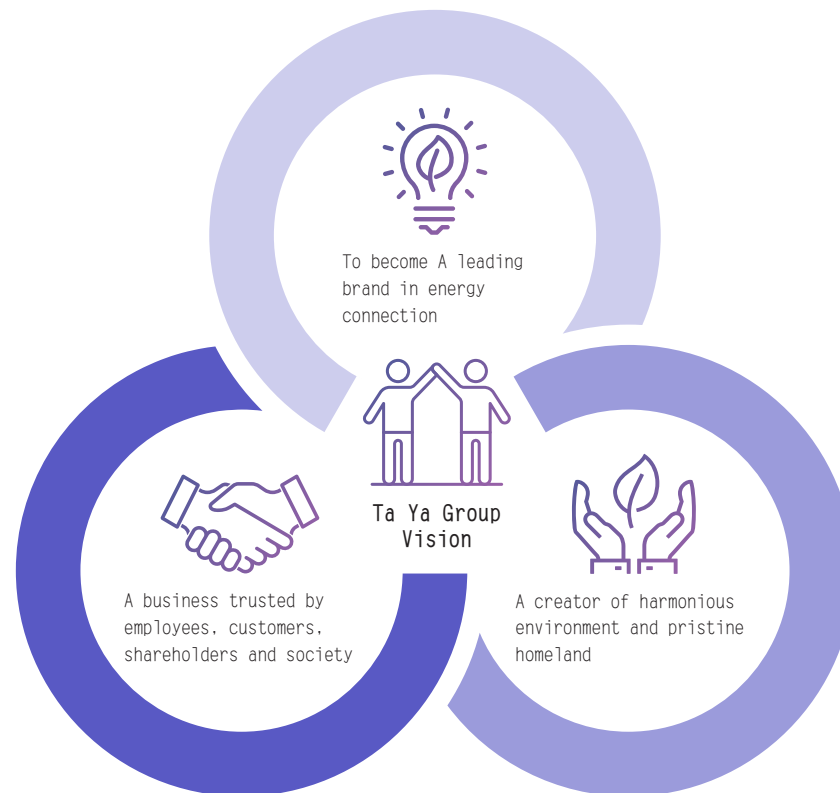 To become A leading
brand in energy
connection
Ta Ya Group
Vision
A business trusted by
employees, customers,
shareholders and society
A creator of harmonious
environment and pristine
homeland